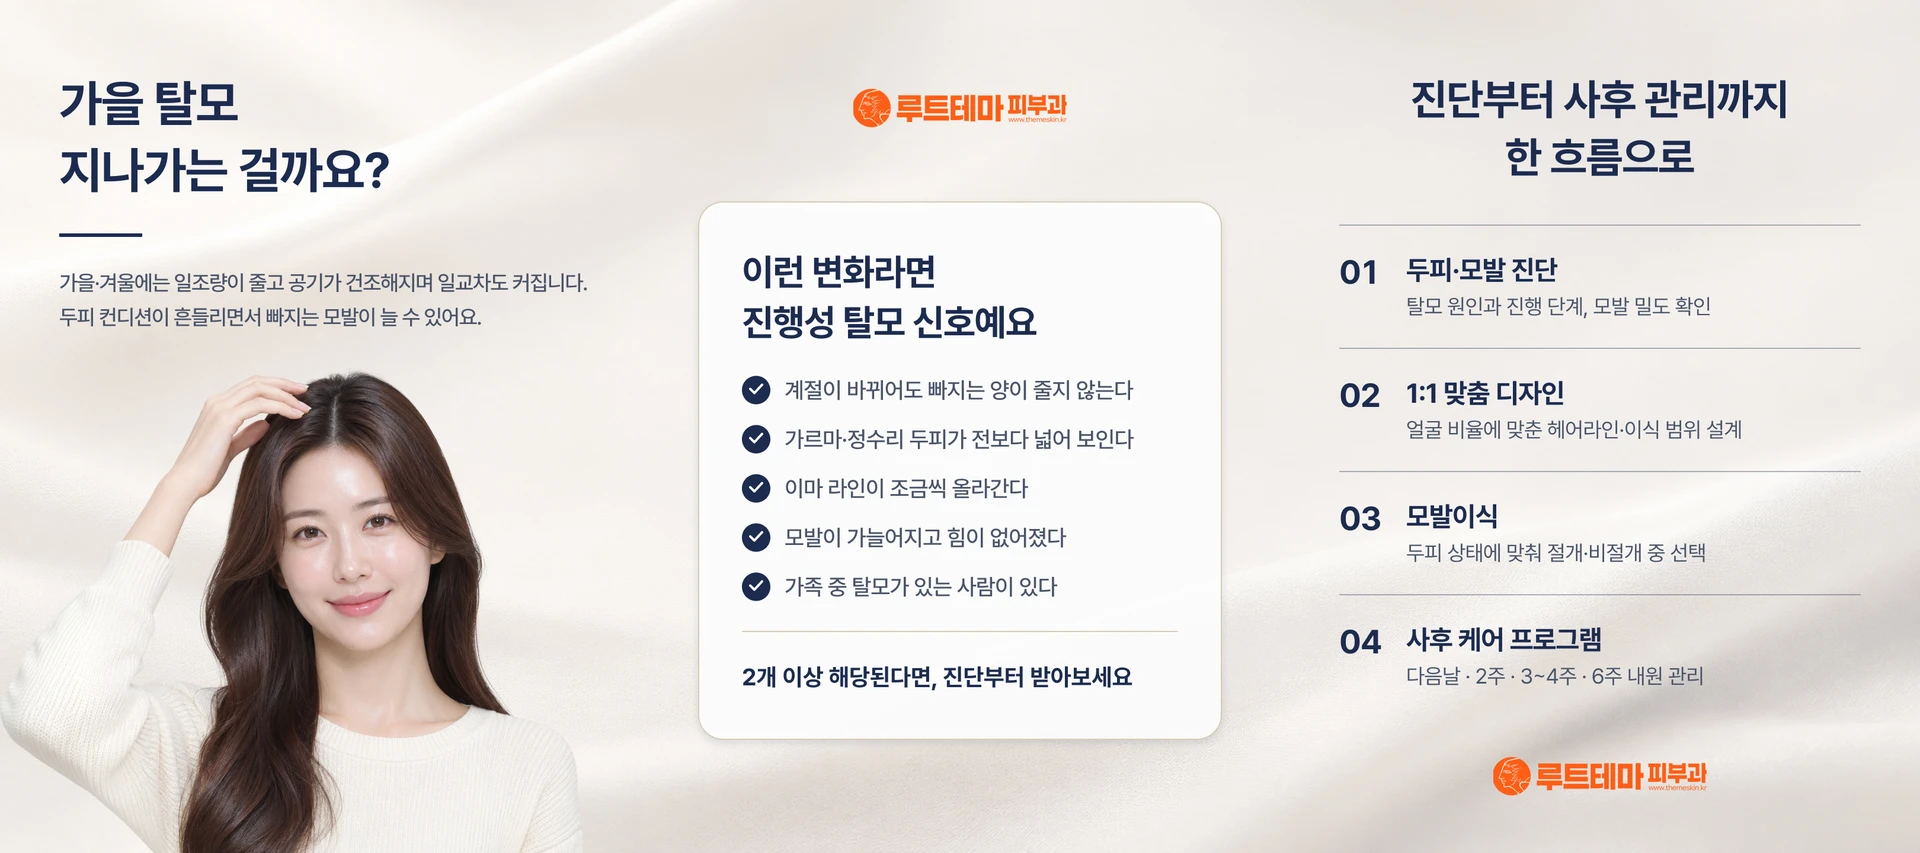 가을 탈모
지나가는 걸까요?
가을·겨울에는 일조량이 줄고 공기가 건조해지며 일교차도 커집니다.
두피 컨디션이 흔들리면서 빠지는 모발이 늘 수 있어요.
루트테마 피부과
www.themeskin.kr
이런 변화라면
진행성 탈모 신호예요
계절이 바뀌어도 빠지는 양이 줄지 않는다
가르마·정수리 두피가 전보다 넓어 보인다
이마 라인이 조금씩 올라간다
모발이 가늘어지고 힘이 없어졌다
가족 중 탈모가 있는 사람이 있다
2개 이상 해당된다면, 진단부터 받아보세요
진단부터 사후 관리까지
한 흐름으로
01 두피·모발 진단
탈모 원인과 진행 단계, 모발 밀도 확인
02 1:1 맞춤 디자인
얼굴 비율에 맞춘 헤어라인·이식 범위 설계
03 모발이식
두피 상태에 맞춰 절개·비절개 중 선택
04 사후 케어 프로그램
다음날 · 2주 · 3~4주 · 6주 내원 관리
루트테마 피부과
www.themeskin.kr